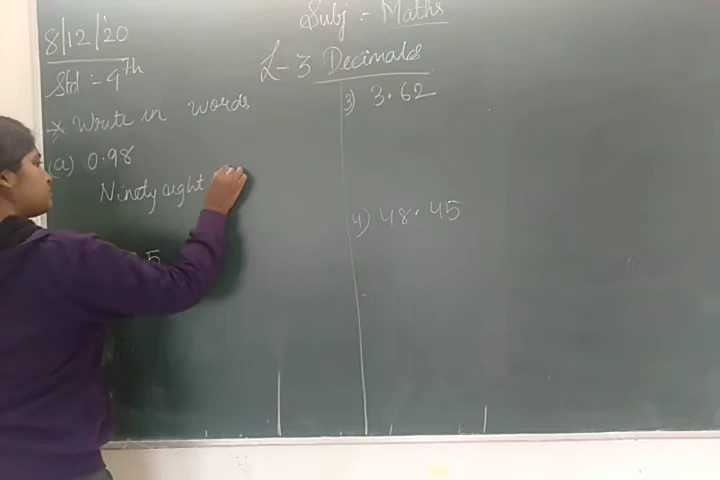 8/12/'20
Subj :- Maths
Std :- 4th
L-3 Decimals
* Write in words
(a) 0.98
Ninety eight
3) 3.62
4) 48.45